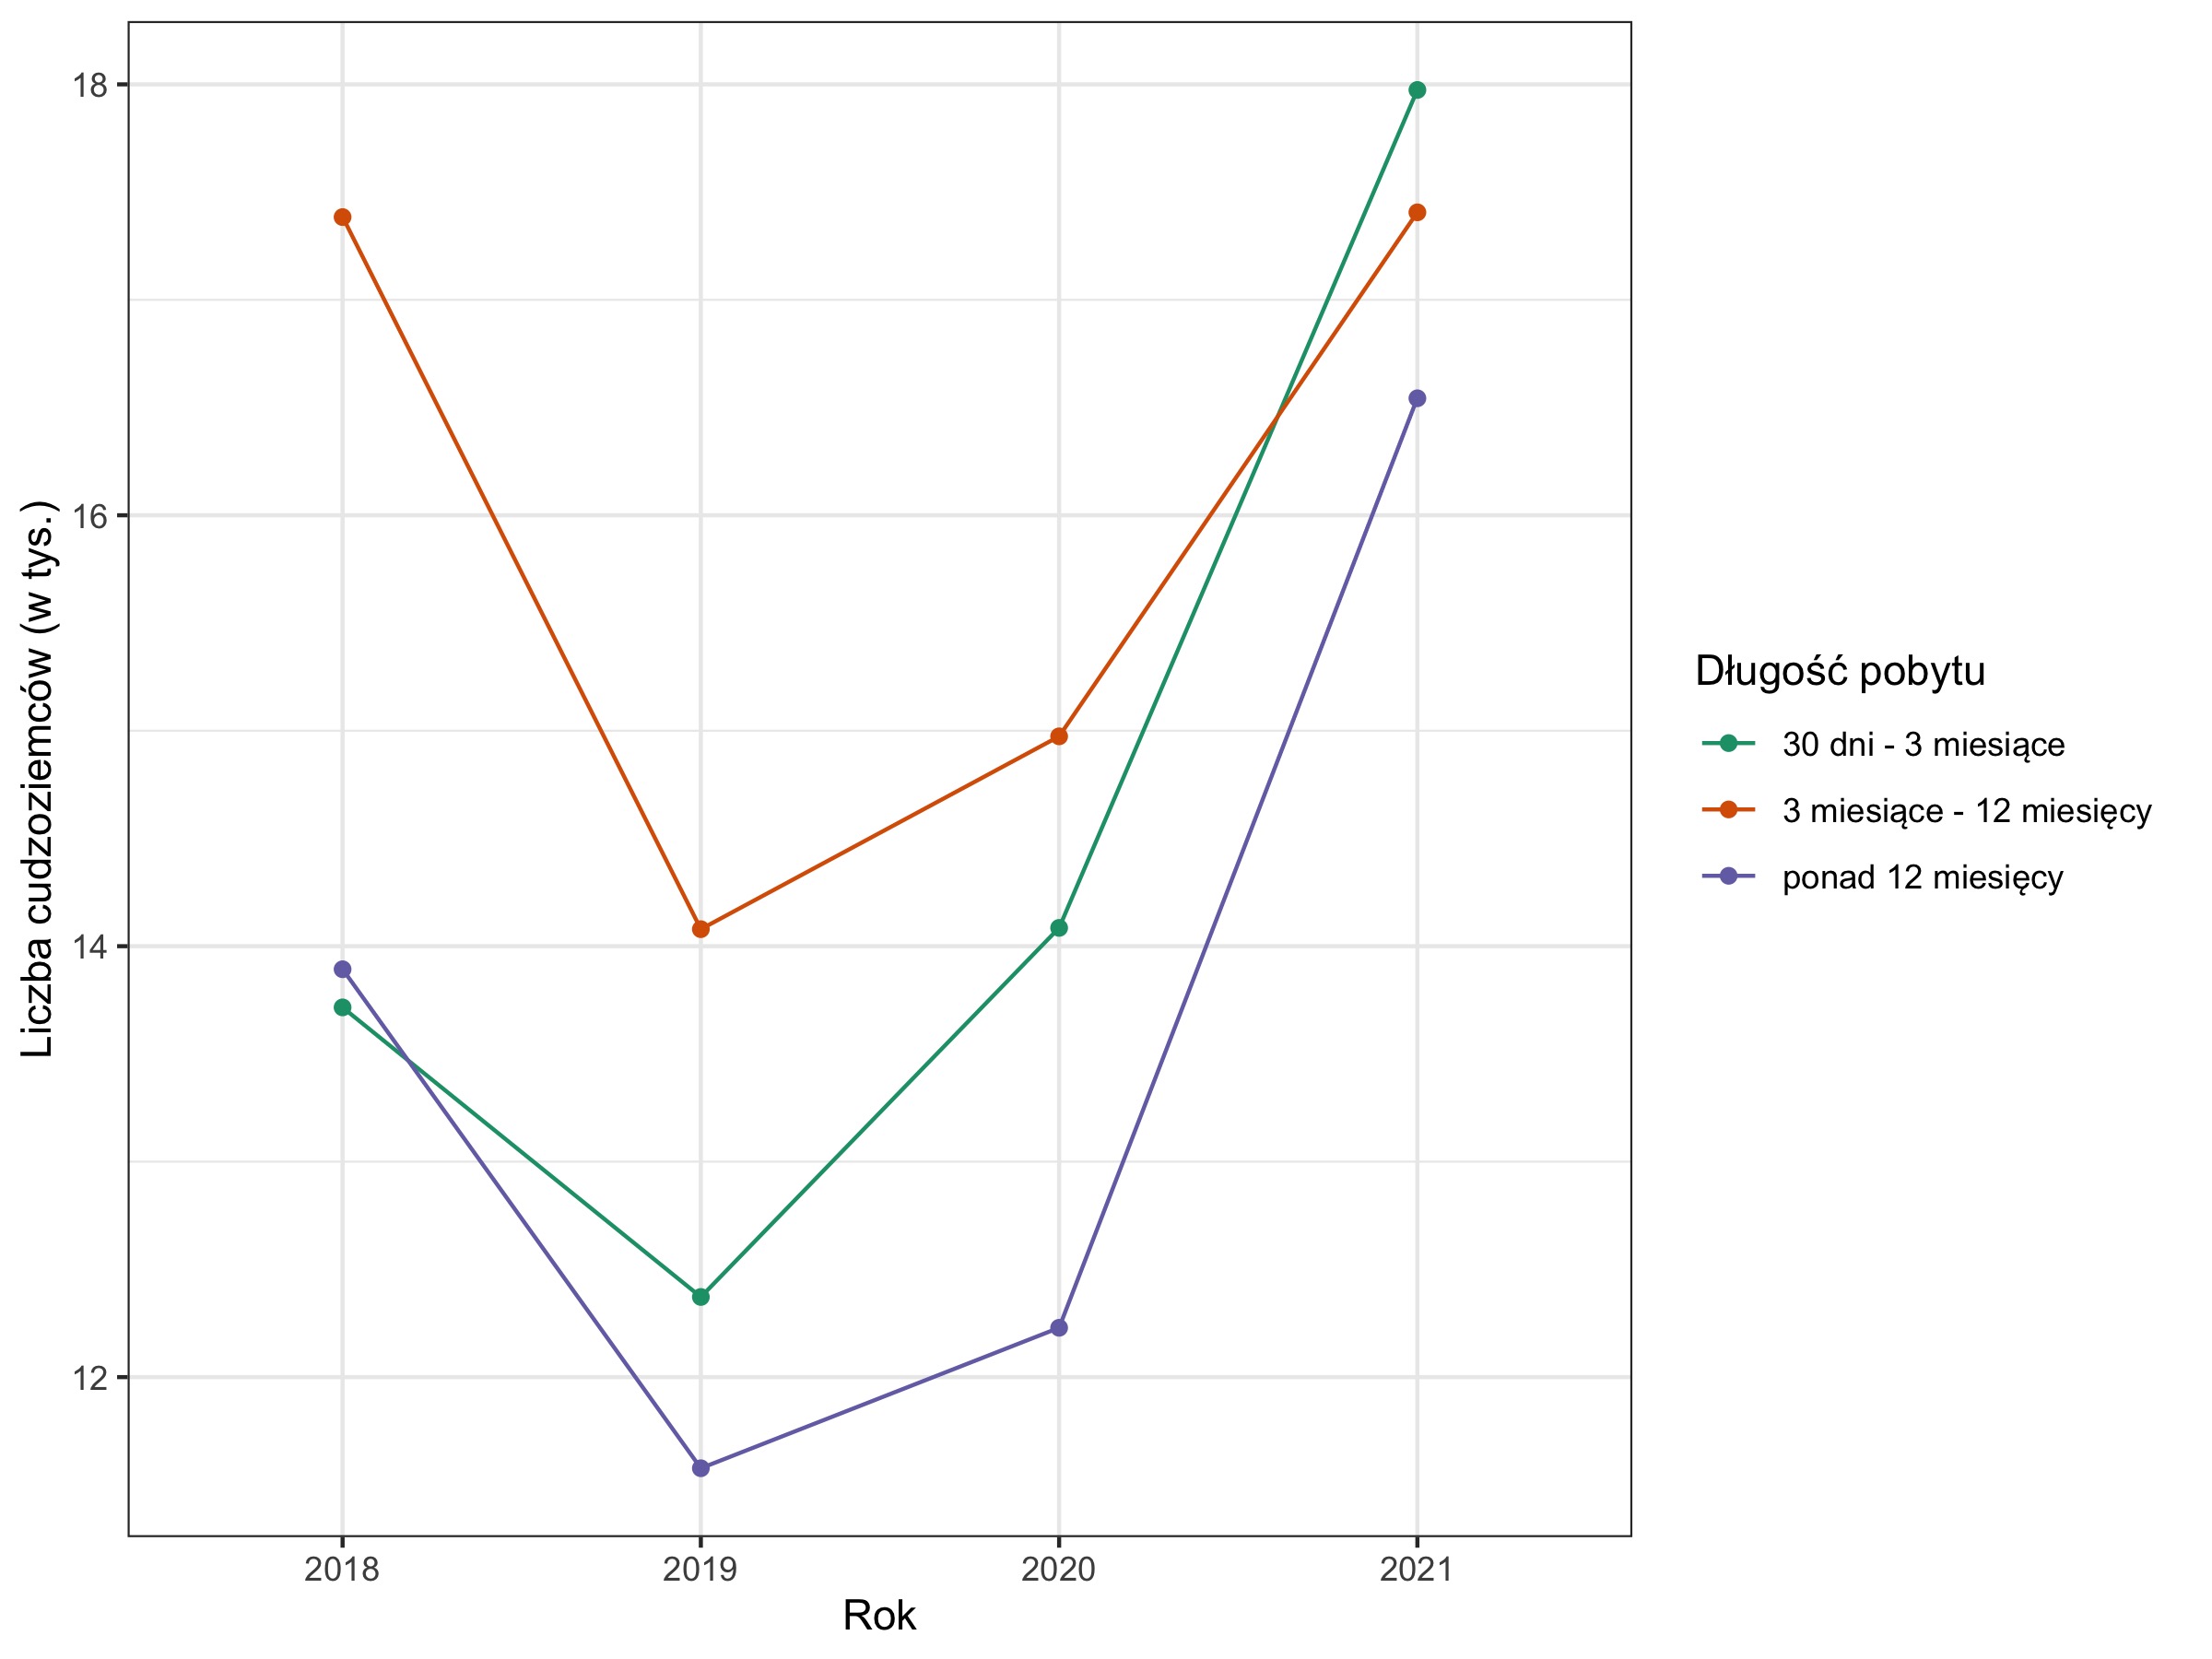 Liczba cudzoziemców (w tys.)
18
16
14
12
2018
2019
2020
2021
Rok
Długość pobytu
30 dni - 3 miesiące
3 miesiące - 12 miesięcy
ponad 12 miesięcy